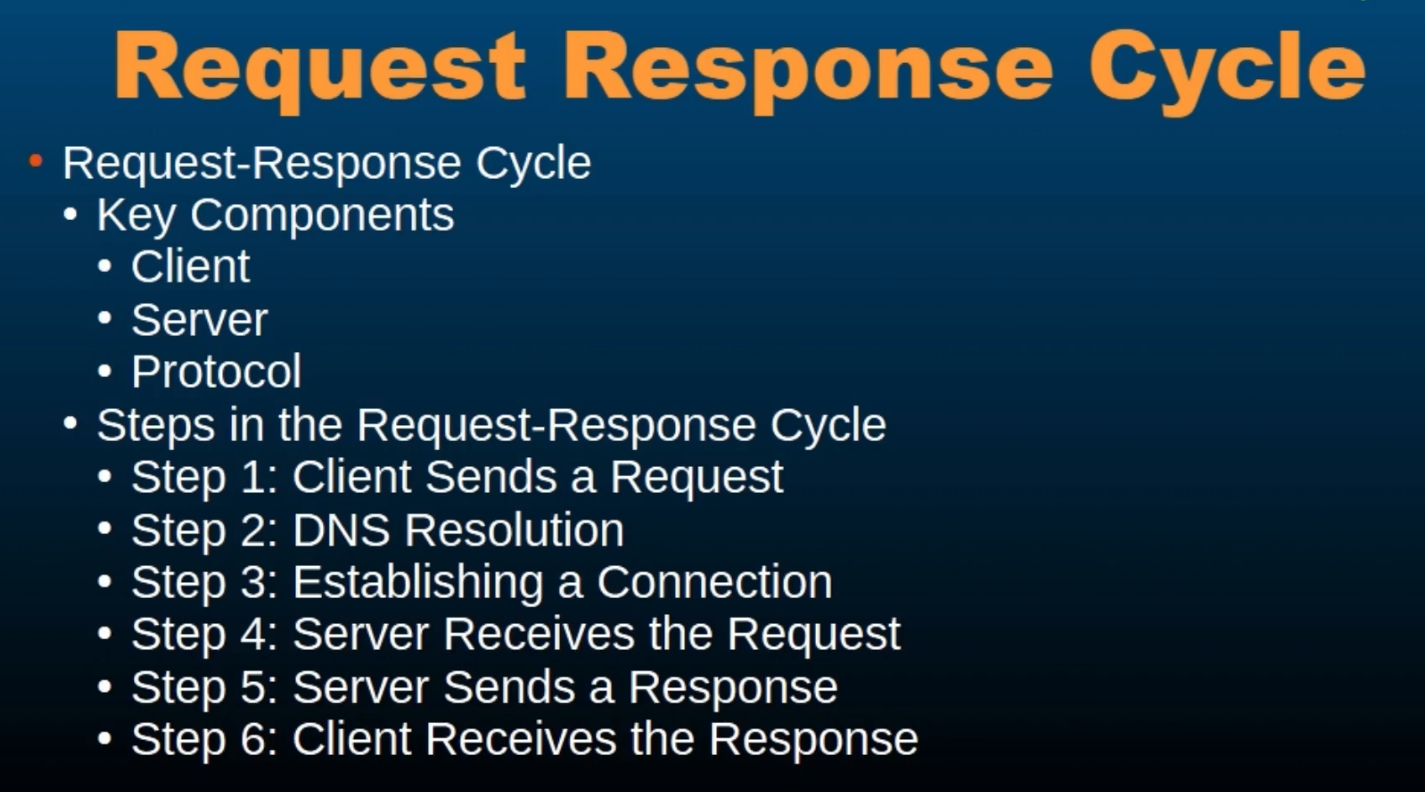 Request Response Cycle
• Request-Response Cycle
• Key Components
• Client
• Server
• Protocol
• Steps in the Request-Response Cycle
• Step 1: Client Sends a Request
• Step 2: DNS Resolution
• Step 3: Establishing a Connection
• Step 4: Server Receives the Request
• Step 5: Server Sends a Response
• Step 6: Client Receives the Response